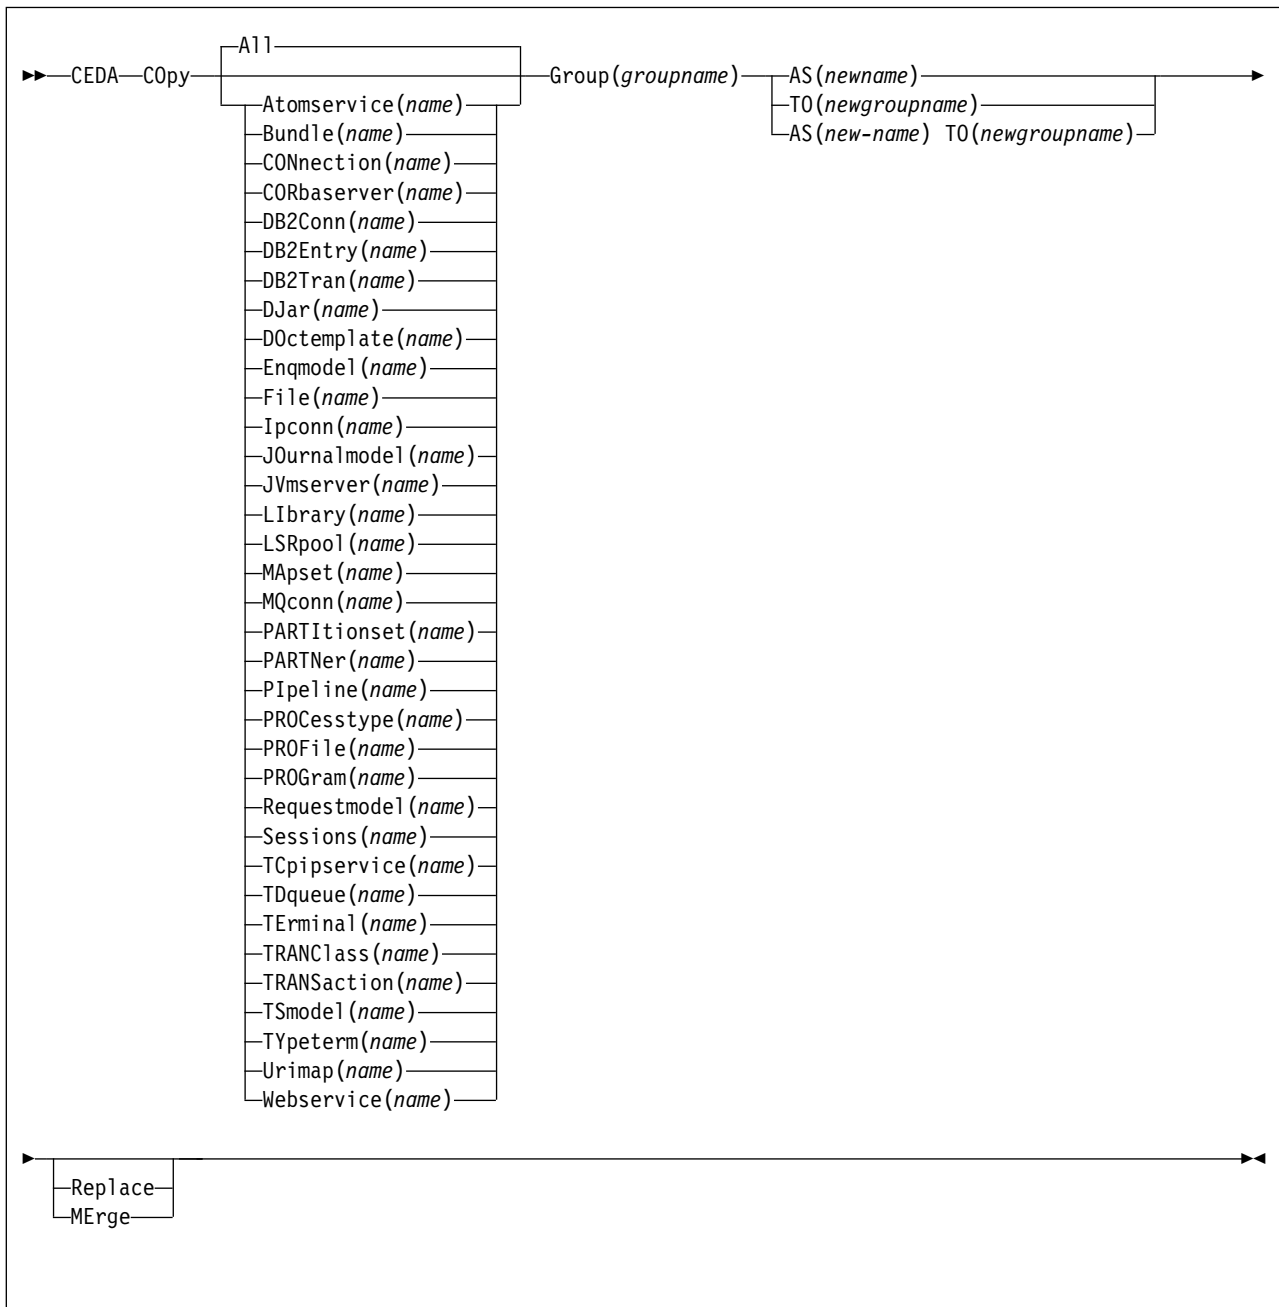 All
CEDA COpy Group(groupname) AS(newname)
Atomservice(name) TO(newgroupname)
Bundle(name) AS(new-name) TO(newgroupname)
CONnection(name)
CORbaserver(name)
DB2Conn(name)
DB2Entry(name)
DB2Tran(name)
DJar(name)
DOctemplate(name)
Enqmodel(name)
File(name)
Ipconn(name)
JOurnalmodel(name)
JVmserver(name)
LIbrary(name)
LSRpool(name)
MApset(name)
MQconn(name)
PARTItionset(name)
PARTNer(name)
PIpeline(name)
PROCesstype(name)
PROFile(name)
PROGram(name)
Requestmodel(name)
Sessions(name)
TCpipservice(name)
TDqueue(name)
TErminal(name)
TRANClass(name)
TRANSaction(name)
TSmodel(name)
TYpeterm(name)
Urimap(name)
Webservice(name)
Replace
MErge